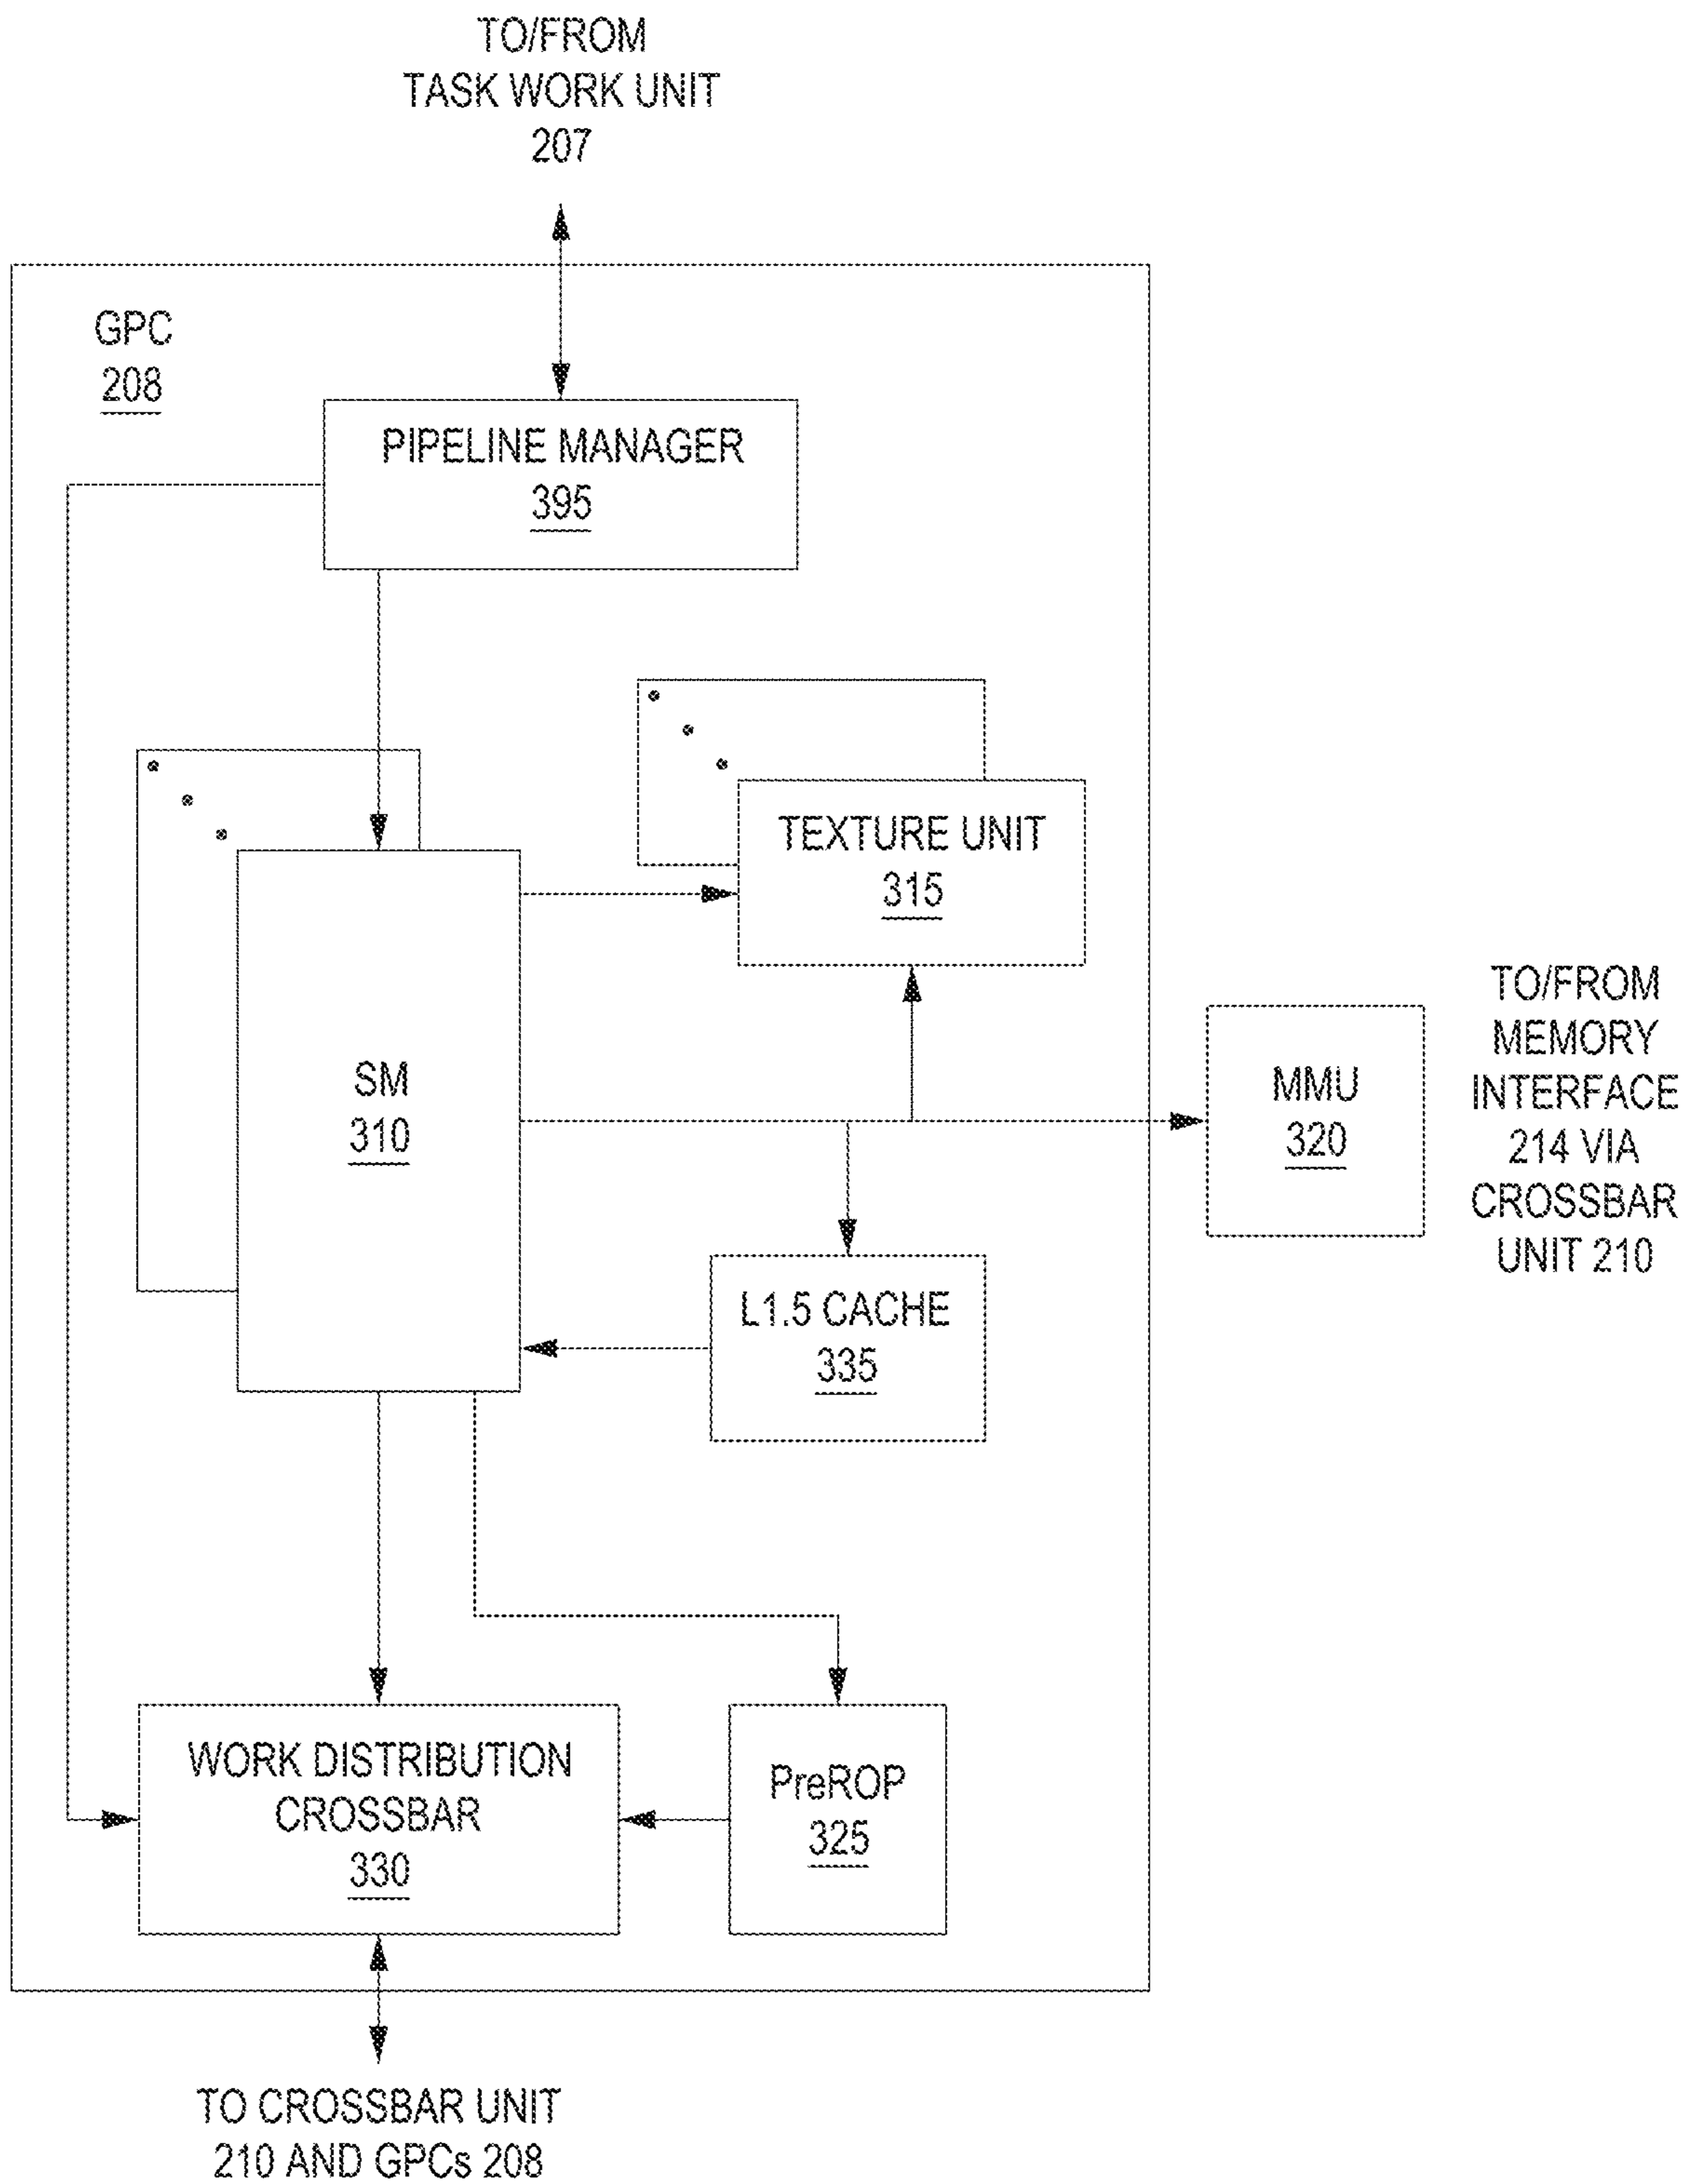 TO/FROM
TASK WORK UNIT
207
GPC
208
PIPELINE MANAGER
395
TEXTURE UNIT
315
SM
310
MMU
320
TO/FROM
MEMORY
INTERFACE
214 VIA
CROSSBAR
UNIT 210
L1.5 CACHE
335
WORK DISTRIBUTION
CROSSBAR
330
PreROP
325
TO CROSSBAR UNIT
210 AND GPCs 208